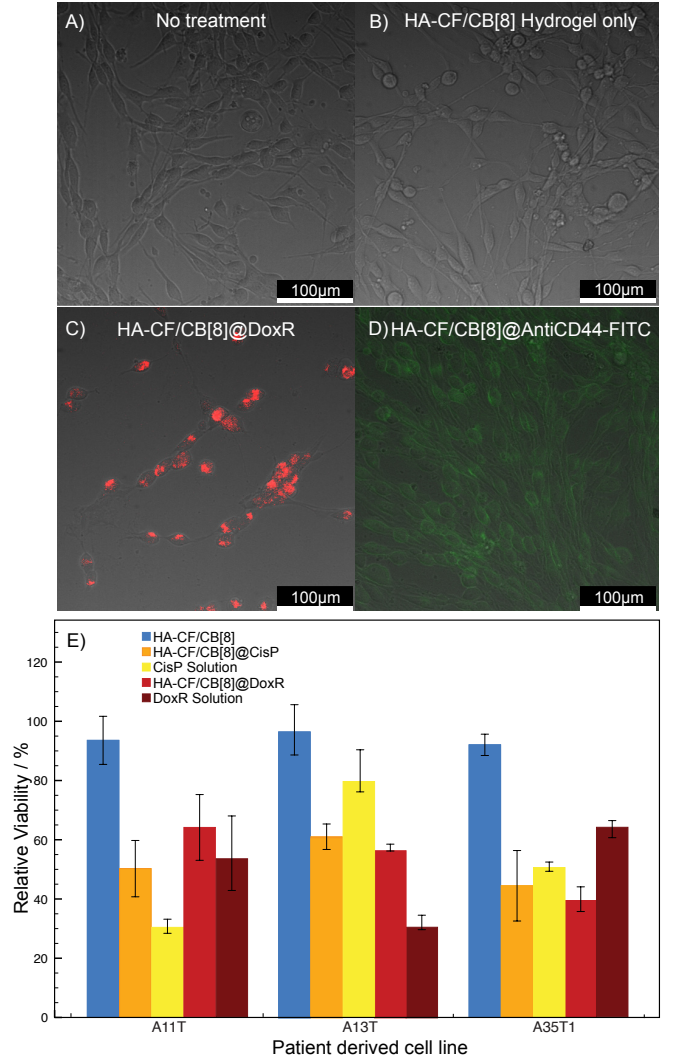 A) No treatment
B) HA-CF/CB[8] Hydrogel only
100µm
100µm
C) HA-CF/CB[8]@DoxR
D) HA-CF/CB[8]@AntiCD44-FITC
100µm
100µm
E)
HA-CF/CB[8]
HA-CF/CB[8]@CisP
CisP Solution
HA-CF/CB[8]@DoxR
DoxR Solution
Relative Viability / %
120
100
80
60
40
20
0
A11T
A13T
A35T1
Patient derived cell line